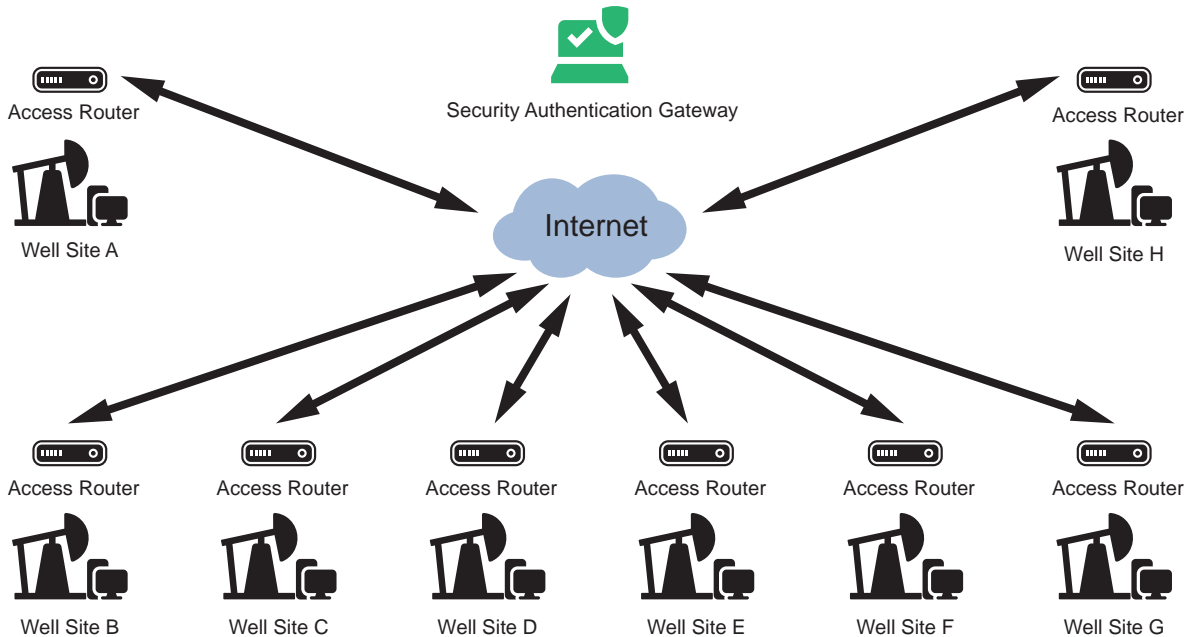 Security Authentication Gateway
Access Router
Access Router
Well Site A
Internet
Well Site H
Access Router
Access Router
Access Router
Access Router
Access Router
Access Router
Well Site B
Well Site C
Well Site D
Well Site E
Well Site F
Well Site G